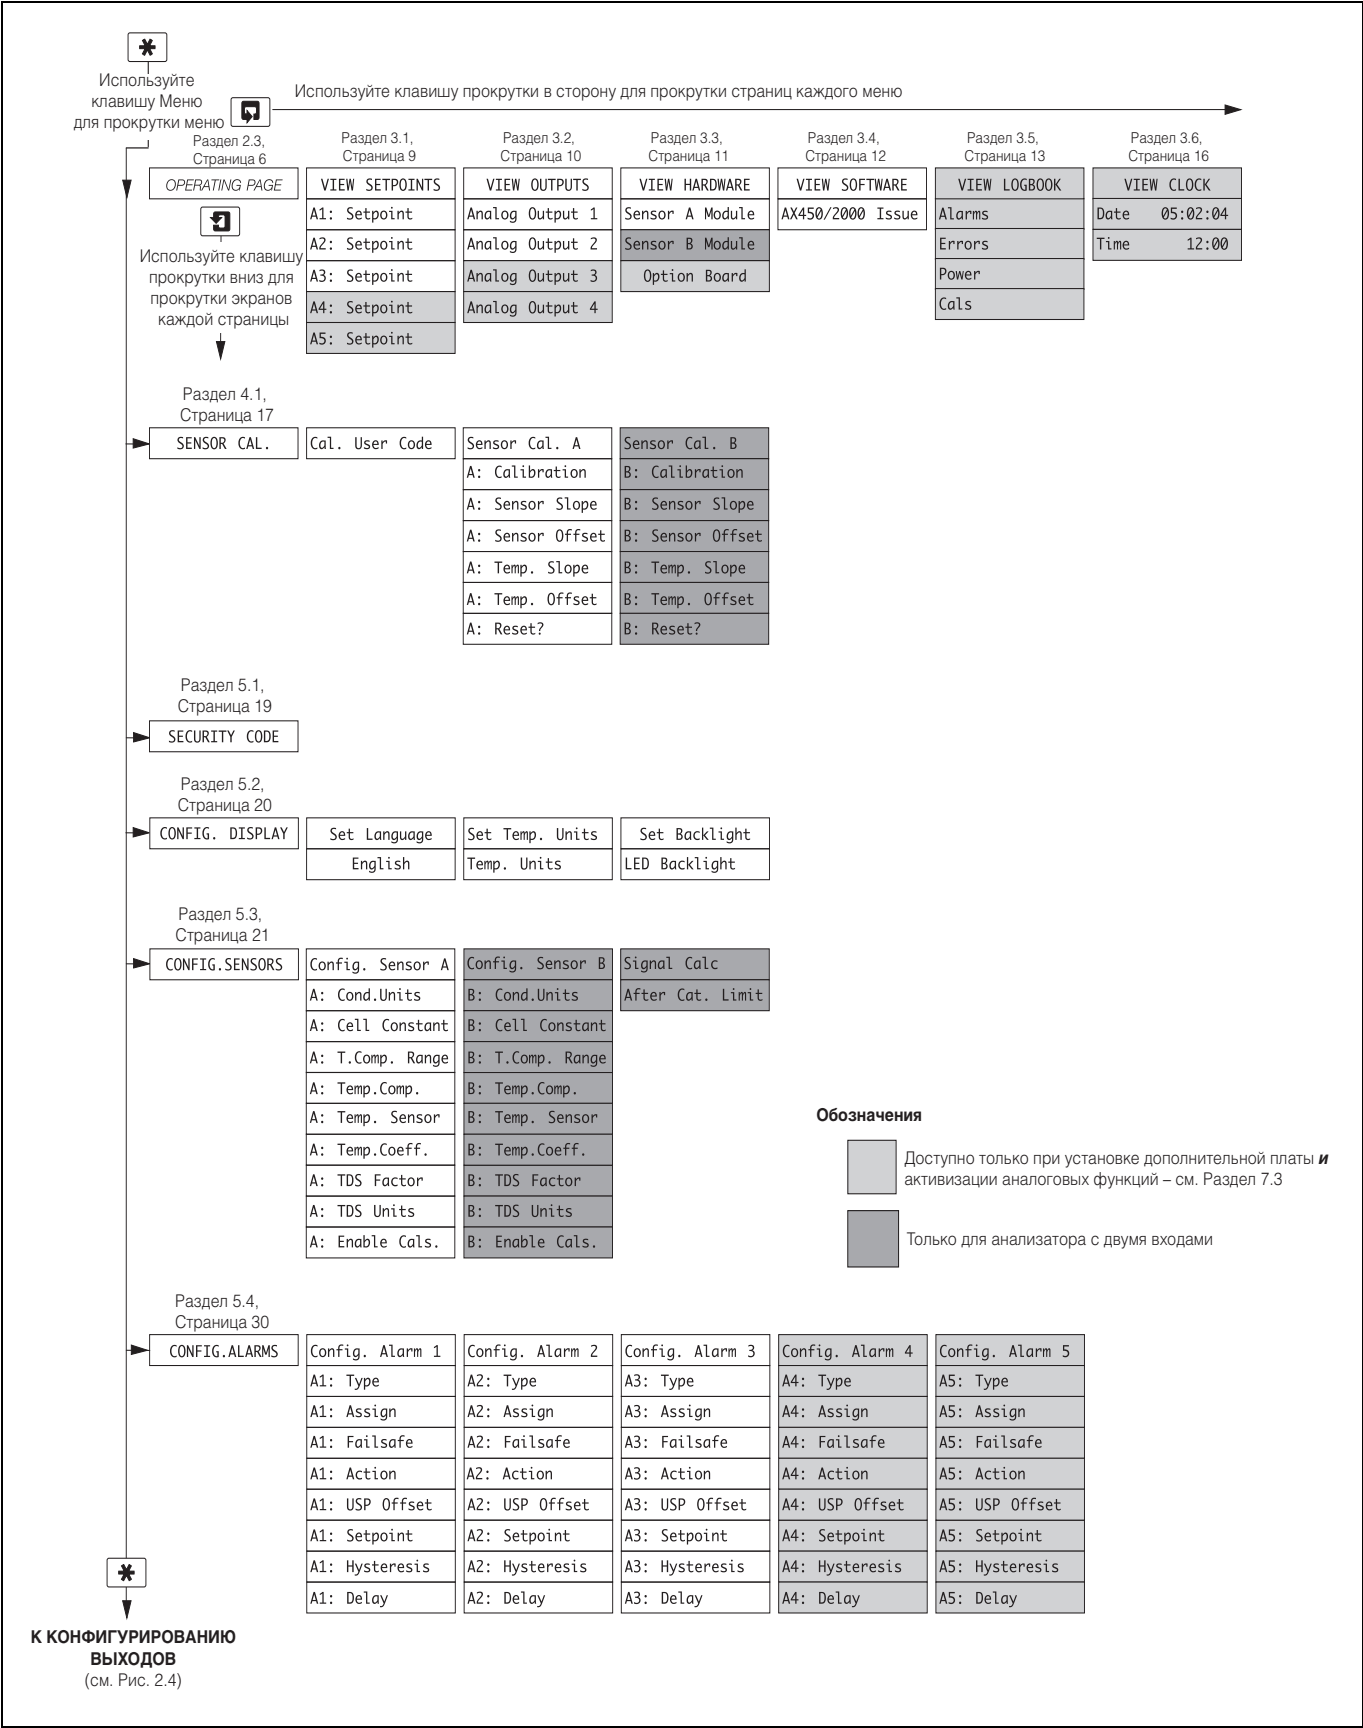 Используйте
клавишу Меню
для прокрутки меню
Используйте клавишу прокрутки в сторону для прокрутки страниц каждого меню
Раздел 2.3,
Страница 6
Раздел 3.1,
Страница 9
Раздел 3.2,
Страница 10
Раздел 3.3,
Страница 11
Раздел 3.4,
Страница 12
Раздел 3.5,
Страница 13
Раздел 3.6,
Страница 16
OPERATING PAGE
Используйте клавишу
прокрутки вниз для
прокрутки экранов
каждой страницы
VIEW SETPOINTS
A1: Setpoint
A2: Setpoint
A3: Setpoint
A4: Setpoint
A5: Setpoint
VIEW OUTPUTS
Analog Output 1
Analog Output 2
Analog Output 3
Analog Output 4
VIEW HARDWARE
Sensor A Module
Sensor B Module
Option Board
VIEW SOFTWARE
AX450/2000 Issue
VIEW LOGBOOK
Alarms
Errors
Power
Cals
VIEW CLOCK
Date 05:02:04
Time 12:00
Раздел 4.1,
Страница 17
SENSOR CAL.
Cal. User Code
Sensor Cal. A
A: Calibration
A: Sensor Slope
A: Sensor Offset
A: Temp. Slope
A: Temp. Offset
A: Reset?
Sensor Cal. B
B: Calibration
B: Sensor Slope
B: Sensor Offset
B: Temp. Slope
B: Temp. Offset
B: Reset?
Раздел 5.1,
Страница 19
SECURITY CODE
Раздел 5.2,
Страница 20
CONFIG. DISPLAY
Set Language
English
Set Temp. Units
Temp. Units
Set Backlight
LED Backlight
Раздел 5.3,
Страница 21
CONFIG.SENSORS
Config. Sensor A
A: Cond.Units
A: Cell Constant
A: T.Comp. Range
A: Temp.Comp.
A: Temp. Sensor
A: Temp.Coeff.
A: TDS Factor
A: TDS Units
A: Enable Cals.
Config. Sensor B
B: Cond.Units
B: Cell Constant
B: T.Comp. Range
B: Temp.Comp.
B: Temp. Sensor
B: Temp.Coeff.
B: TDS Factor
B: TDS Units
B: Enable Cals.
Signal Calc
After Cat. Limit
Обозначения
Доступно только при установке дополнительной платы и
активизации аналоговых функций – см. Раздел 7.3
Только для анализатора с двумя входами
Раздел 5.4,
Страница 30
CONFIG.ALARMS
Config. Alarm 1
A1: Type
A1: Assign
A1: Failsafe
A1: Action
A1: USP Offset
A1: Setpoint
A1: Hysteresis
A1: Delay
Config. Alarm 2
A2: Type
A2: Assign
A2: Failsafe
A2: Action
A2: USP Offset
A2: Setpoint
A2: Hysteresis
A2: Delay
Config. Alarm 3
A3: Type
A3: Assign
A3: Failsafe
A3: Action
A3: USP Offset
A3: Setpoint
A3: Hysteresis
A3: Delay
Config. Alarm 4
A4: Type
A4: Assign
A4: Failsafe
A4: Action
A4: USP Offset
A4: Setpoint
A4: Hysteresis
A4: Delay
Config. Alarm 5
A5: Type
A5: Assign
A5: Failsafe
A5: Action
A5: USP Offset
A5: Setpoint
A5: Hysteresis
A5: Delay
К КОНФИГУРИРОВАНИЮ
ВЫХОДОВ
(см. Рис. 2.4)